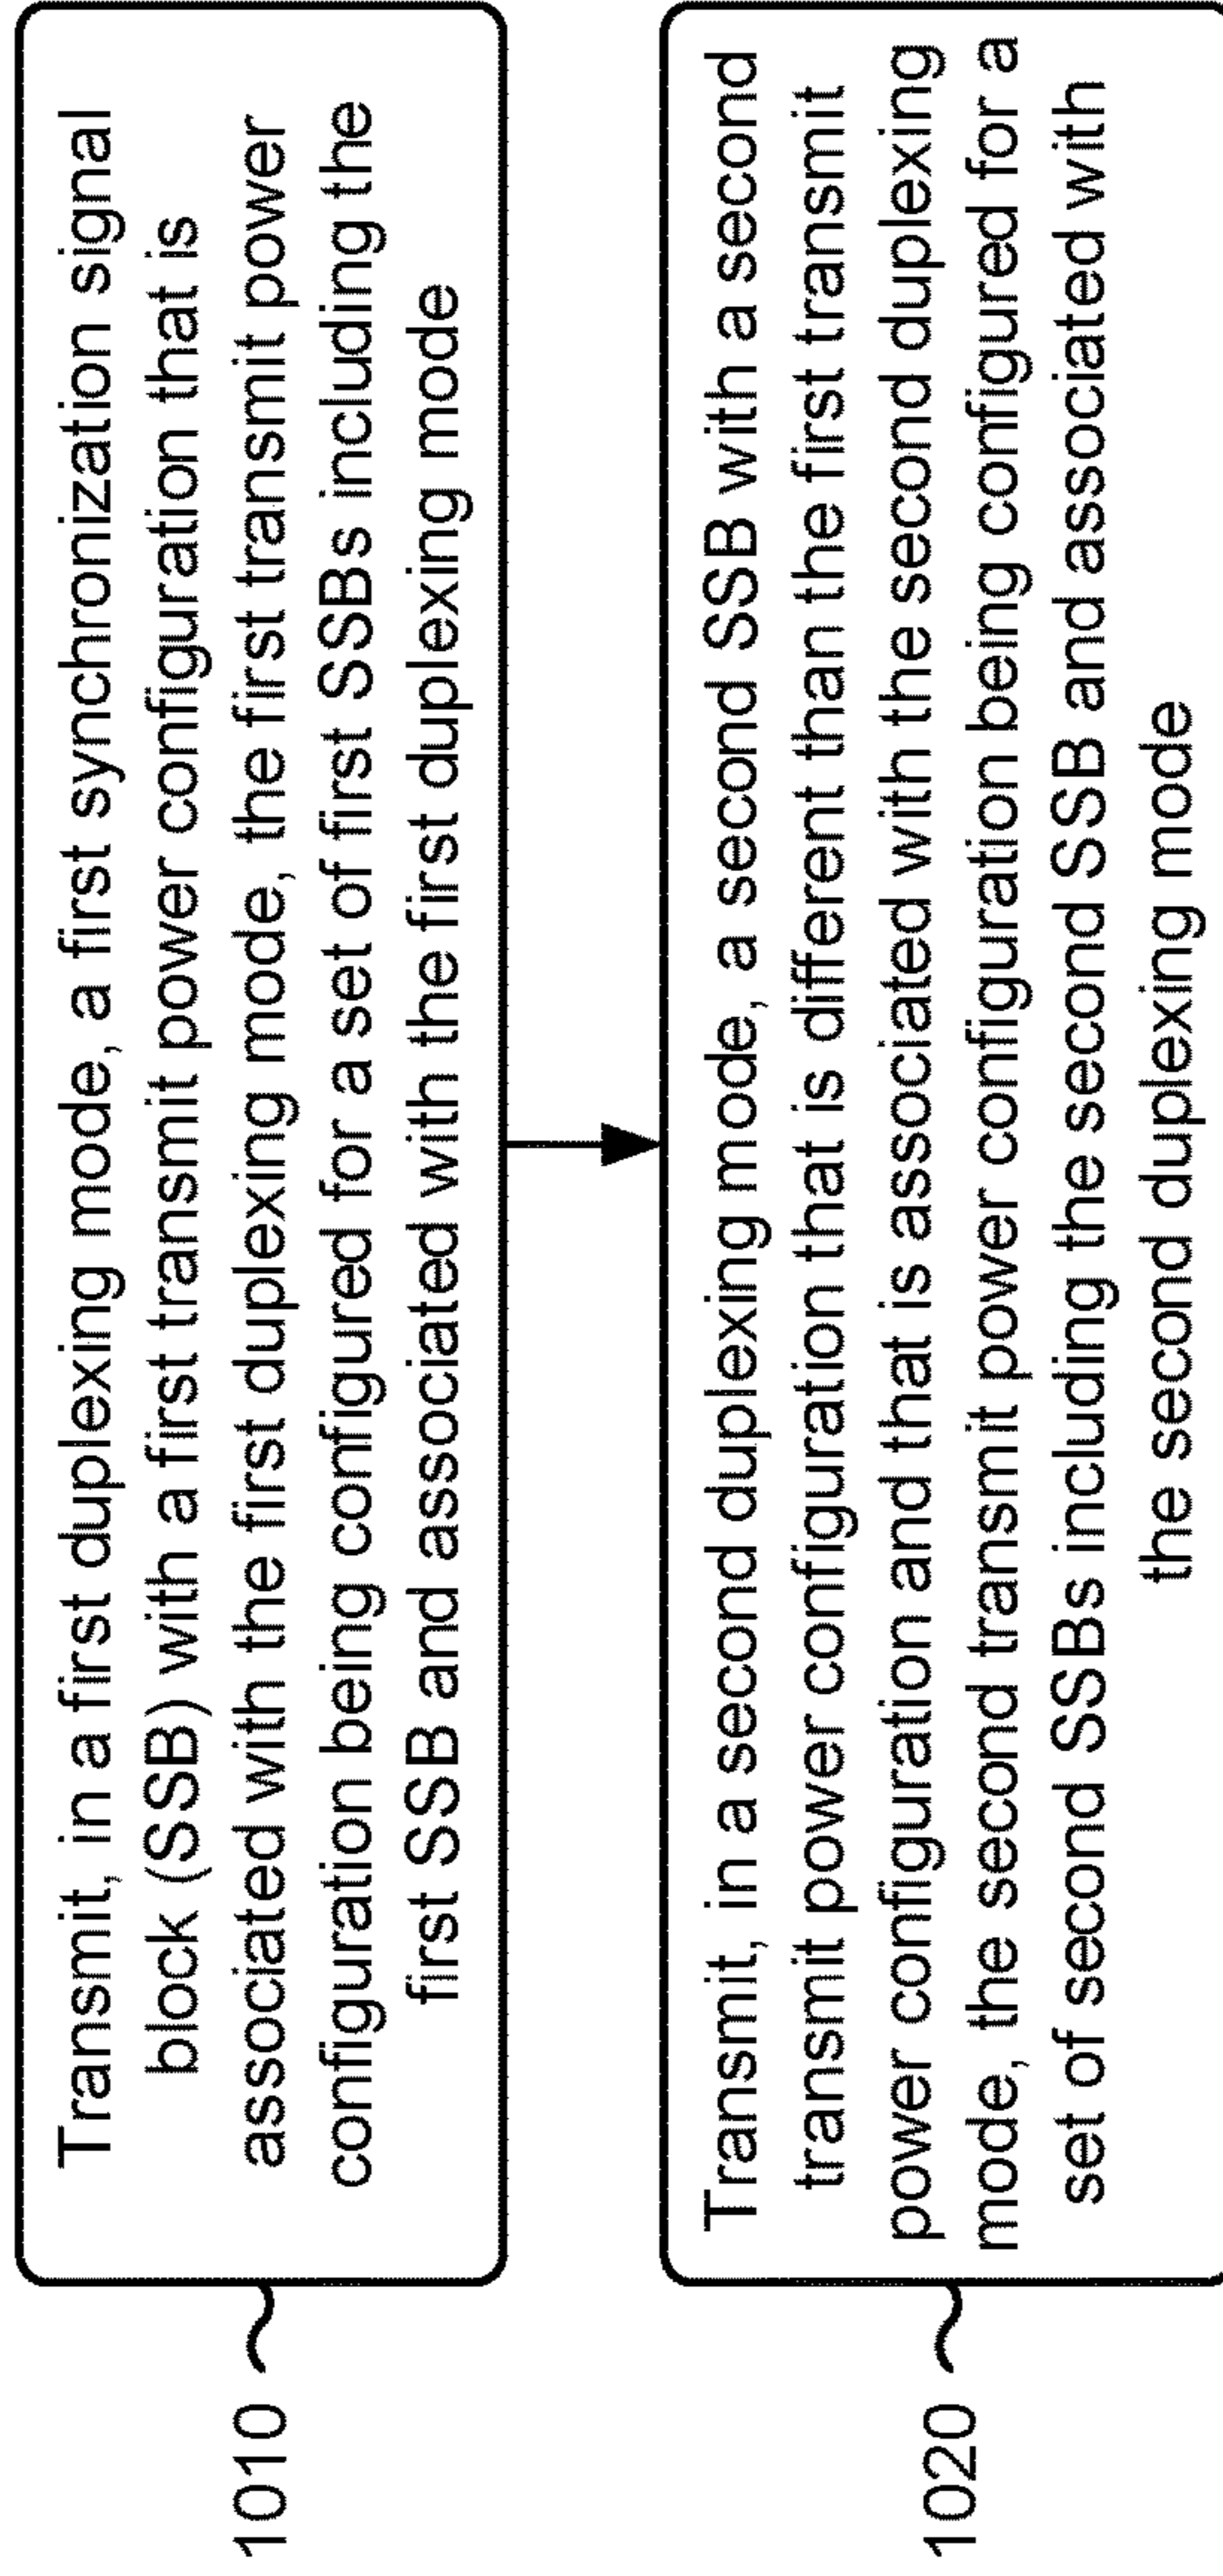 1010
Transmit, in a first duplexing mode, a first synchronization signal
block (SSB) with a first transmit power configuration that is
associated with the first duplexing mode, the first transmit power
configuration being configured for a set of first SSBs including the
first SSB and associated with the first duplexing mode
1020
Transmit, in a second duplexing mode, a second SSB with a second
transmit power configuration that is different than the first transmit
power configuration and that is associated with the second duplexing
mode, the second transmit power configuration being configured for a
set of second SSBs including the second SSB and associated with
the second duplexing mode